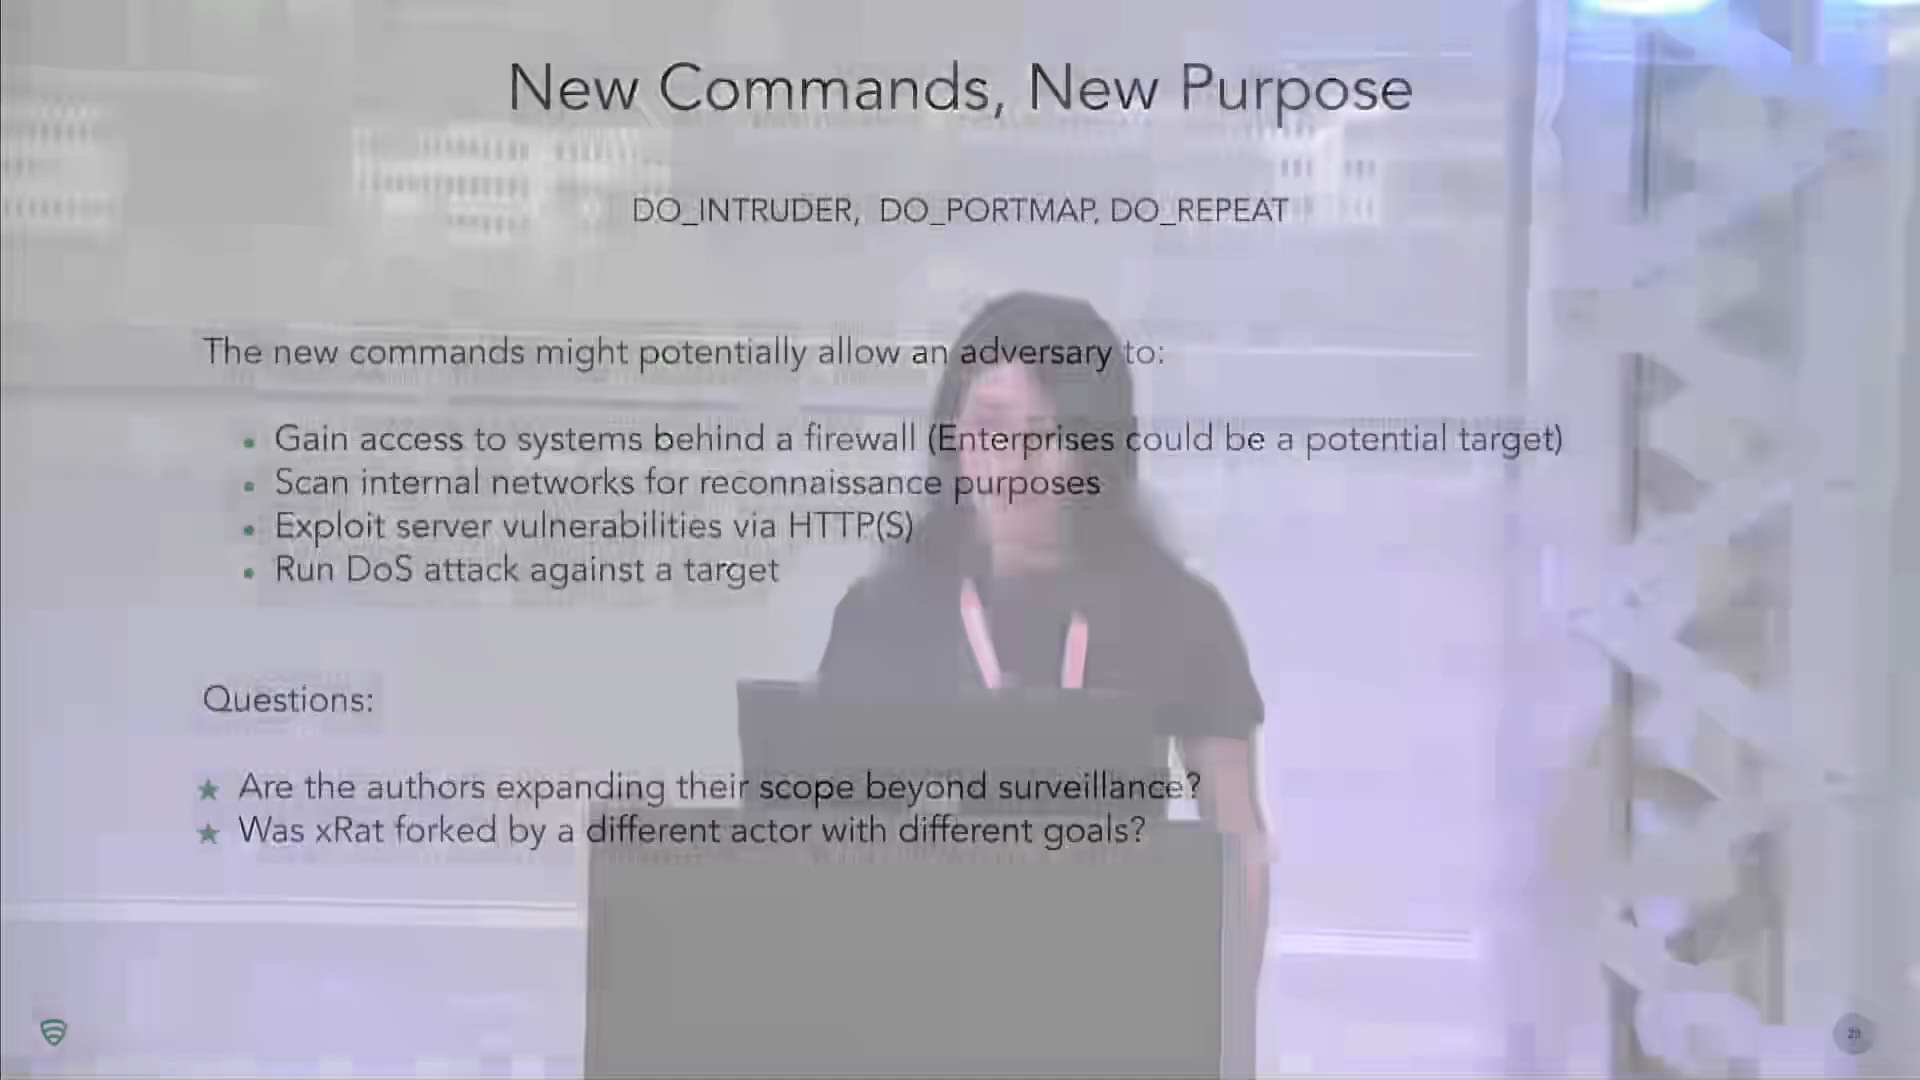 New Commands, New Purpose
DO_INTRUDER, DO_PORTMAP, DO_REPEAT
The new commands might potentially allow an adversary to:
• Gain access to systems behind a firewall (Enterprises could be a potential target)
• Scan internal networks for reconnaissance purposes
• Exploit server vulnerabilities via HTTP(S)
• Run DoS attack against a target
Questions:
★ Are the authors expanding their scope beyond surveillance?
★ Was xRat forked by a different actor with different goals?